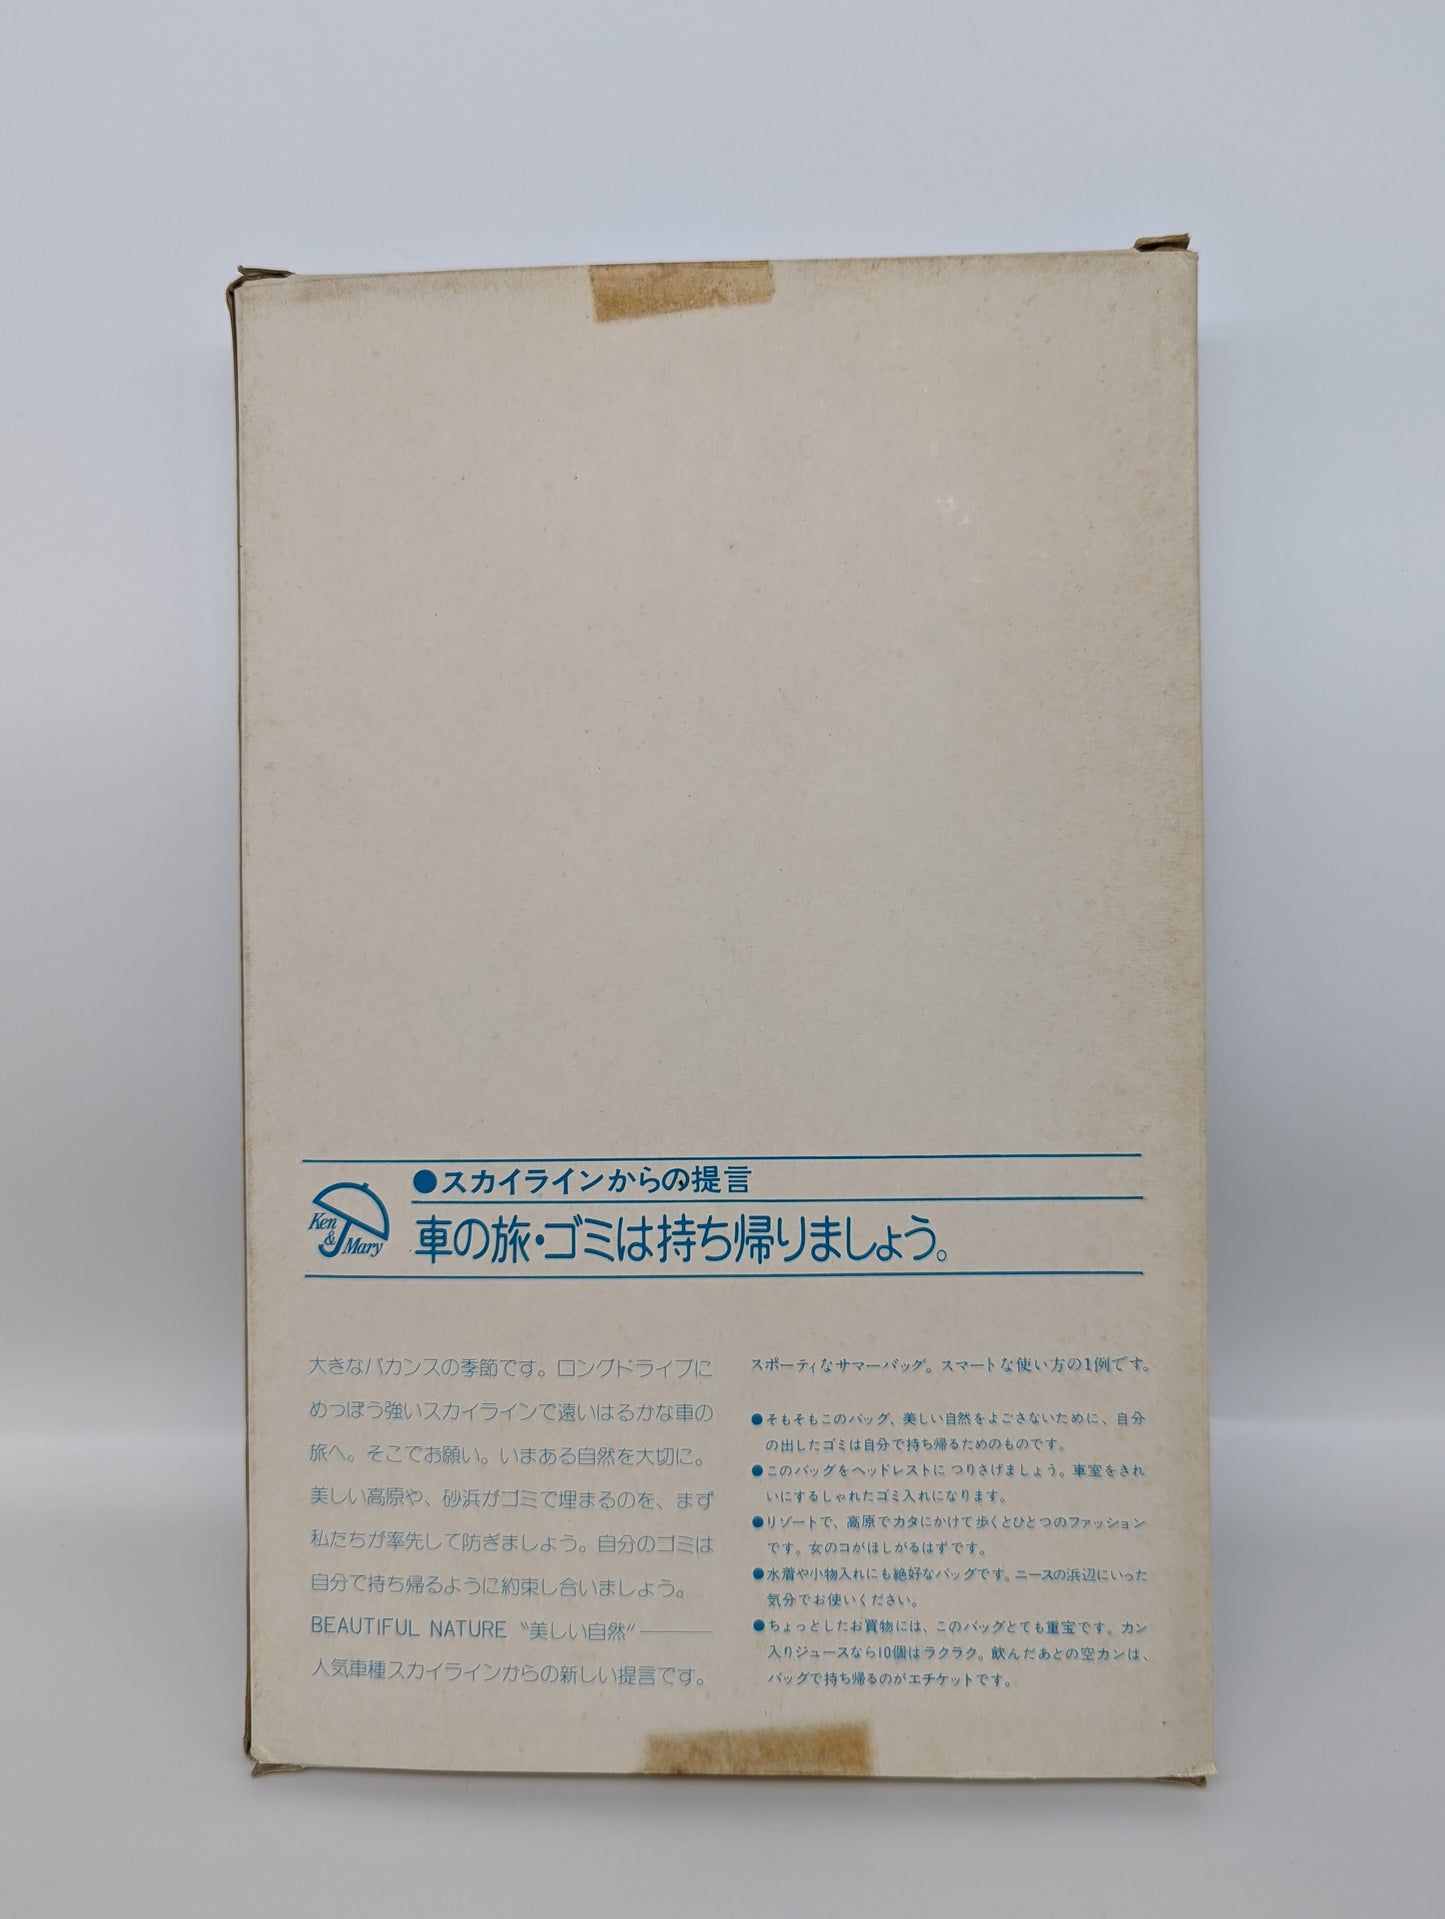 ●スカイラインからの提言
Ken
&
Mary
車の旅・ゴミは持ち帰りましょう。
大きなバカンスの季節です。ロングドライブに
めっぽう強いスカイラインで遠いはるかな車の
旅へ。そこでお願い。いまある自然を大切に。
美しい高原や、砂浜がゴミで埋まるのを、まず
私たちが率先して防ぎましょう。自分のゴミは
自分で持ち帰るように約束し合いましょう。
BEAUTIFUL NATURE 〝美しい自然〟――
人気車種スカイラインからの新しい提言です。
スポーティなサマーバッグ。スマートな使い方の1例です。
●そもそもこのバッグ、美しい自然をよごさないために、自分
の出したゴミは自分で持ち帰るためのものです。
●このバッグをヘッドレストにつりさげましょう。車室をきれ
いにするしゃれたゴミ入れになります。
●リゾートで、高原でカタにかけて歩くとひとつのファッション
です。女のコがほしがるはずです。
●水着や小物入れにも絶好なバッグです。ニースの浜辺にいった
気分でお使いください。
●ちょっとしたお買物には、このバッグとても重宝です。カン
入りジュースなら10個はラクラク。飲んだあとの空カンは、
バッグで持ち帰るのがエチケットです。